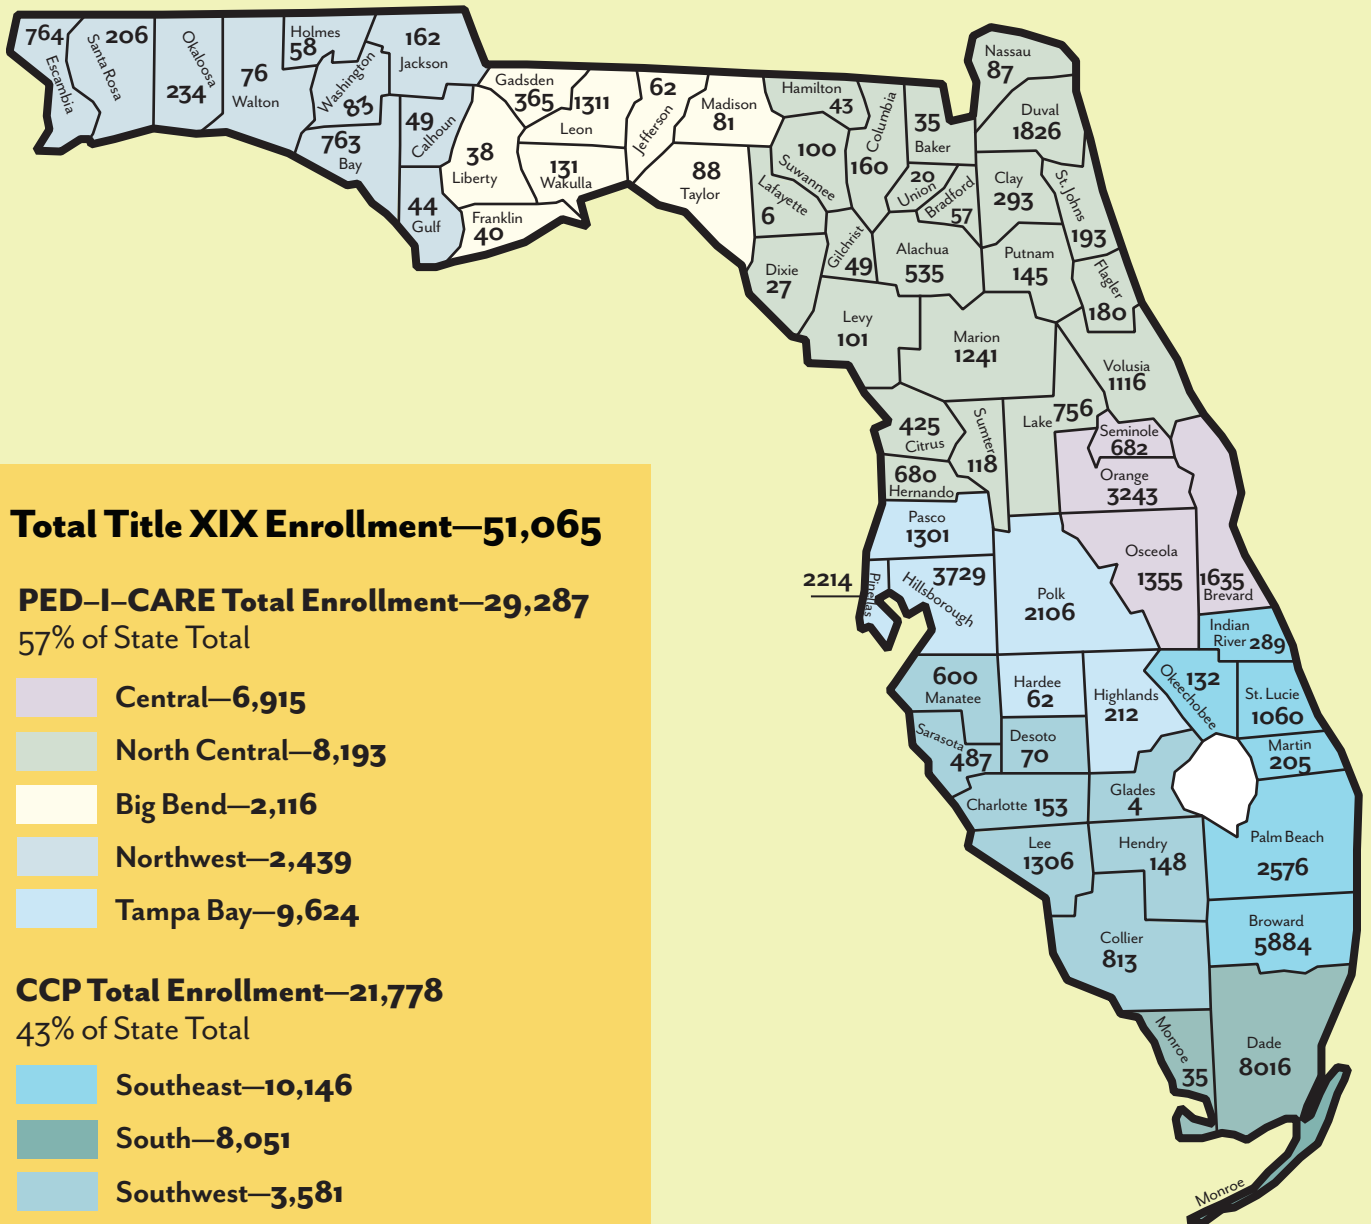 764
Escambia
206
Santa Rosa
Okaloosa
234
76
Walton
Holmes
58
Washington
83
162
Jackson
763
Bay
49
Calhoun
44
Gulf
Gadsden
365
1311
Leon
38
Liberty
131
Wakulla
Franklin
40
62
Jefferson
Madison
81
88
Taylor
Hamilton
43
100
Suwannee
Lafayette
6
Columbia
160
35
Baker
Nassau
87
Duval
1826
20
Union
Bradford
57
Clay
293
St. Johns
193
Dixie
27
Gilchrist
49
Alachua
535
Putnam
145
Flagler
180
Levy
101
Marion
1241
Volusia
1116
425
Citrus
Sumter
118
Lake 756
Seminole
682
680
Hernando
Orange
3243
Pasco
1301
Osceola
1355
1635
Brevard
2214
Pinellas
3729
Hillsborough
Polk
2106
Indian
River 289
600
Manatee
Hardee
62
Highlands
212
132
Okeechobee
St. Lucie
1060
Sarasota
487
Desoto
70
Martin
205
Charlotte 153
Glades
4
Lee
1306
Hendry
148
Palm Beach
2576
Collier
813
Broward
5884
Monroe
35
Dade
8016
Monroe
Total Title XIX Enrollment—51,065
PED–I–CARE Total Enrollment—29,287
57% of State Total
Central—6,915
North Central—8,193
Big Bend—2,116
Northwest—2,439
Tampa Bay—9,624
CCP Total Enrollment—21,778
43% of State Total
Southeast—10,146
South—8,051
Southwest—3,581